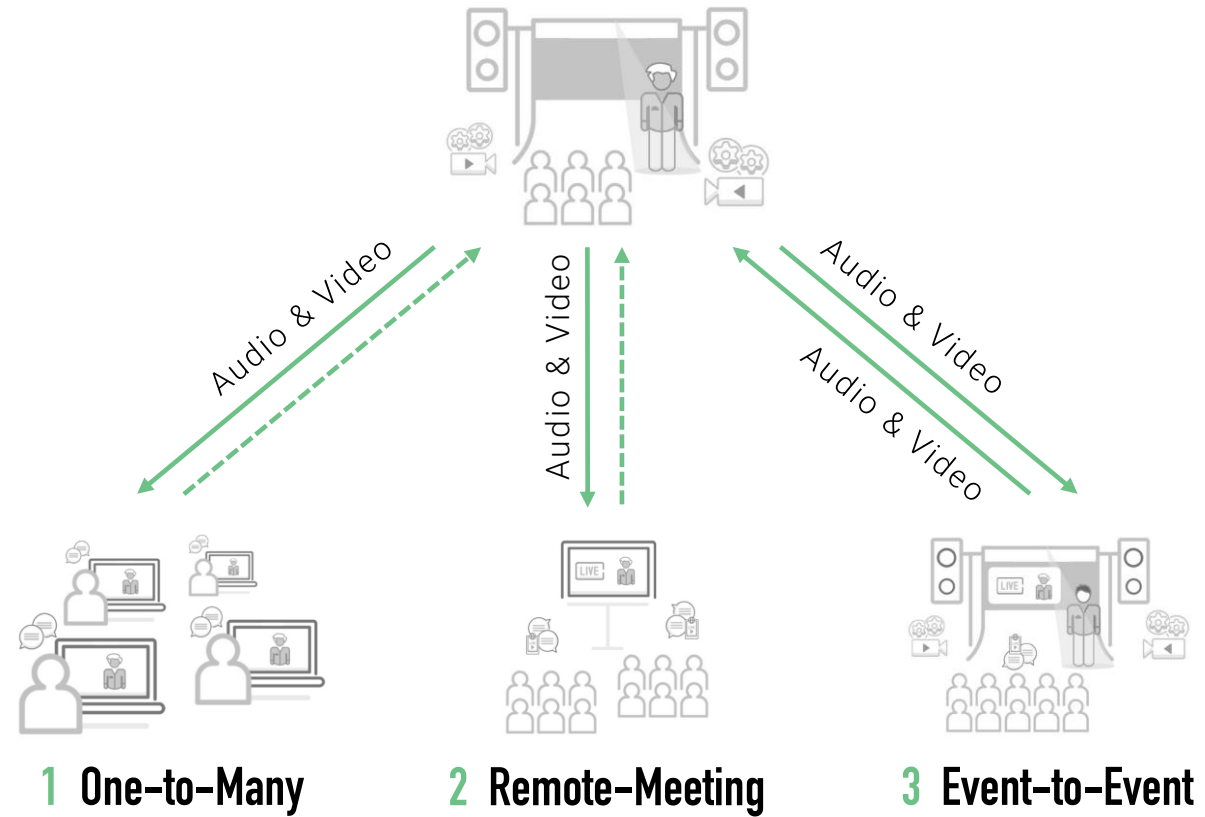 Audio & Video
Audio & Video
Audio & Video
Audio & Video
LIVE
LIVE
1 One-to-Many
2 Remote-Meeting
3 Event-to-Event